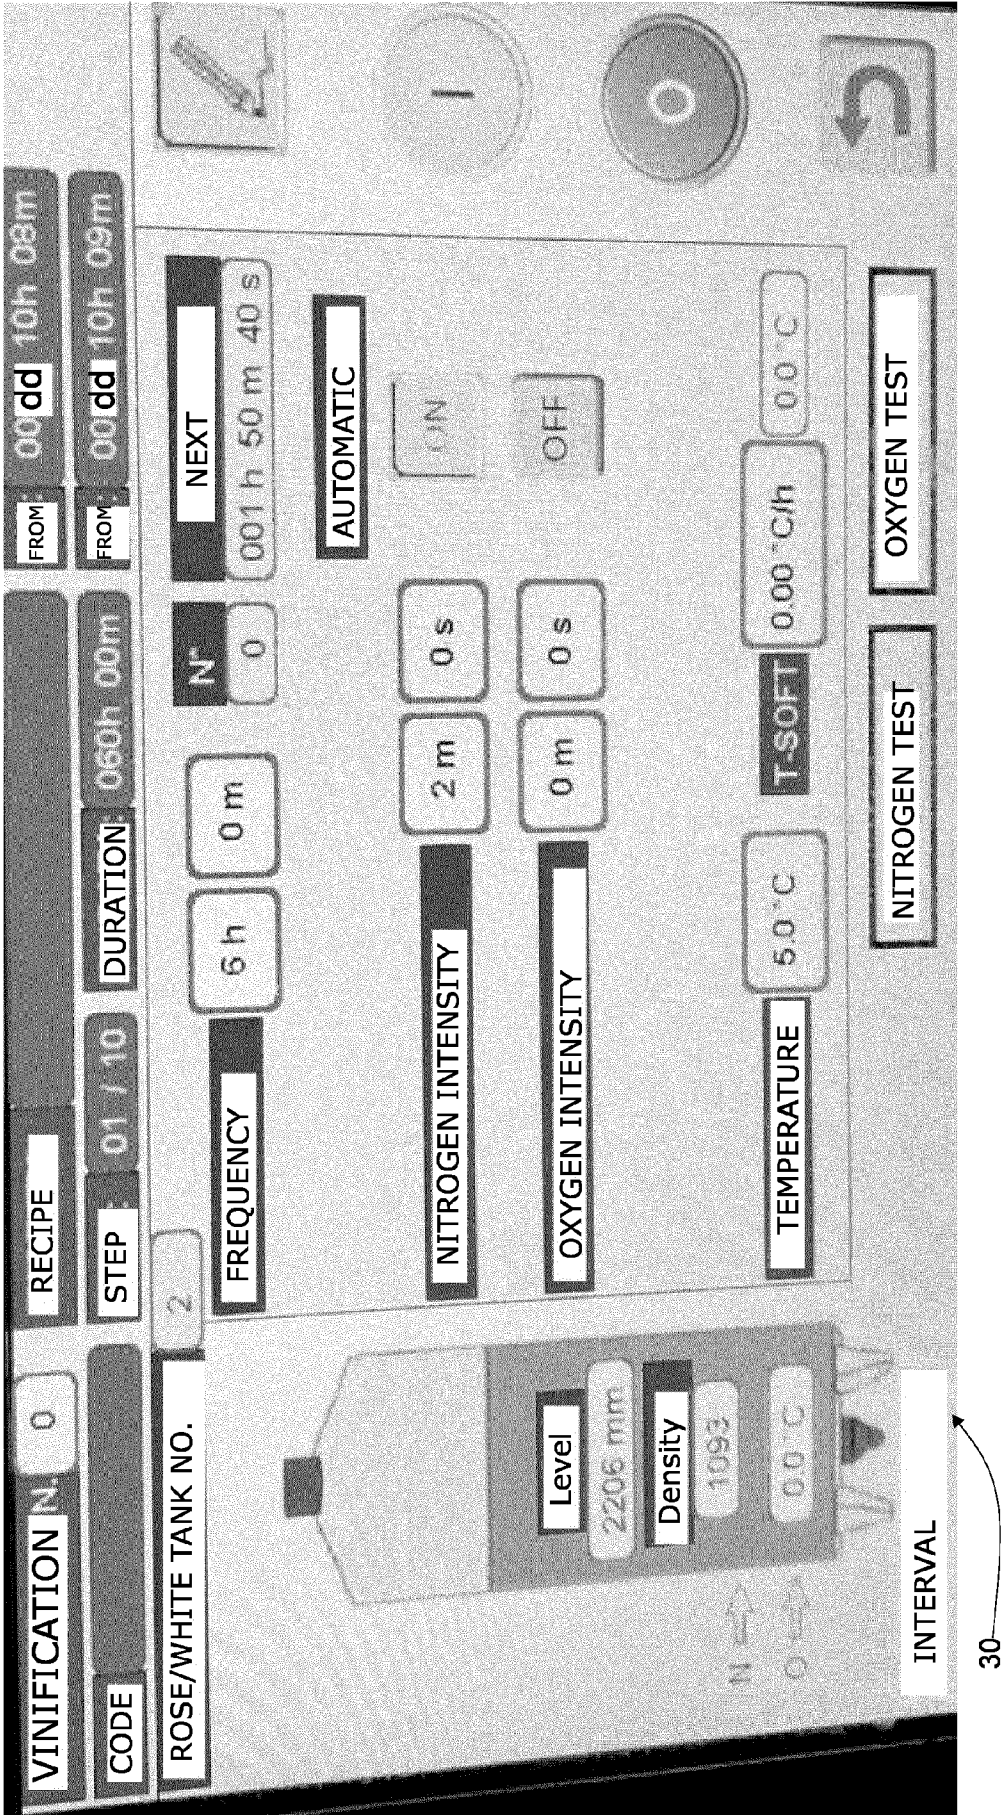 VINIFICATION N. 0 RECIPE FROM: 00 dd 10h 08m
CODE STEP 01 / 10 DURATION 060h 00m FROM: 00 dd 10h 09m
ROSE/WHITE TANK NO. 2
FREQUENCY 6 h 0 m N° 0 NEXT 001 h 50 m 40 s
AUTOMATIC
NITROGEN INTENSITY 2 m 0 s ON
OXYGEN INTENSITY 0 m 0 s OFF
Level
2206 mm
Density
1093
0.0 °C
N
O
TEMPERATURE 5.0 °C T-SOFT 0.00 °C/h 0.0 °C
INTERVAL NITROGEN TEST OXYGEN TEST
30